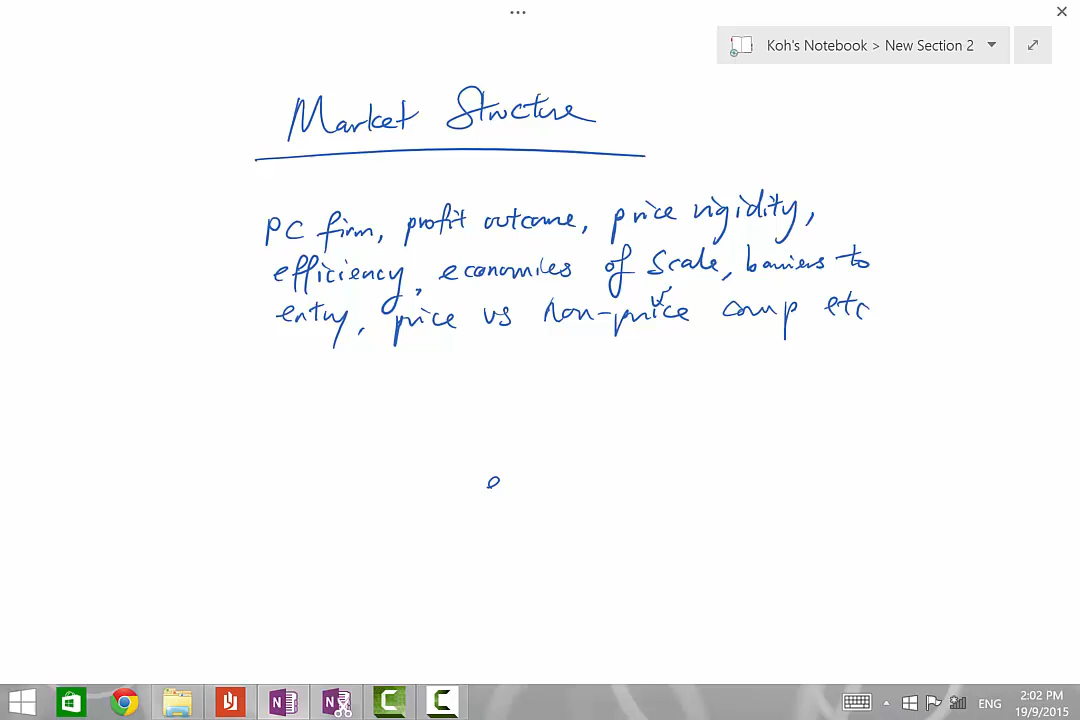 Koh's Notebook > New Section 2
Market Structure
PC firm, profit outcome, price rigidity,
efficiency, economies of scale, barriers to
entry, price vs non-price comp etc
e
ENG
2:02 PM
19/9/2015